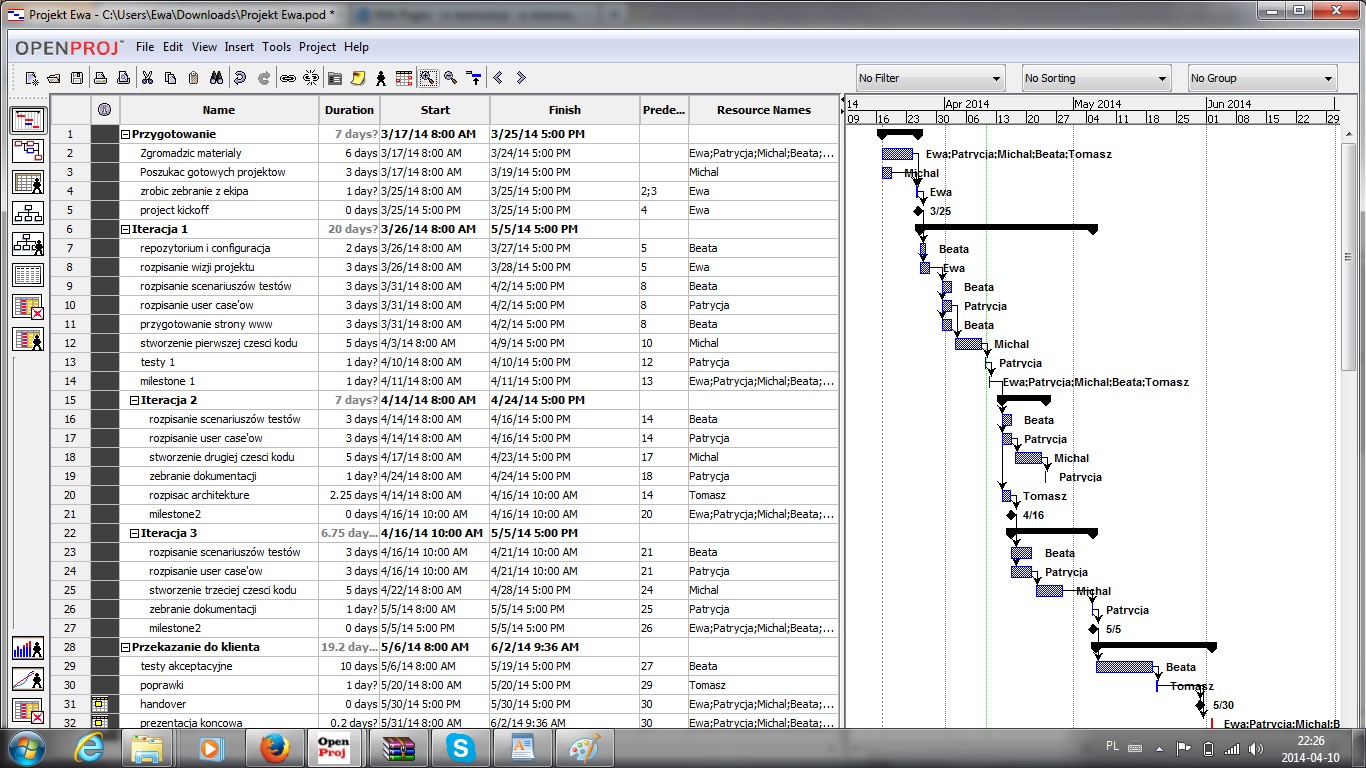 Projekt Ewa - C:\Users\Ewa\Downloads\Projekt Ewa.pod *
OPENPROJ™ File Edit View Insert Tools Project Help
No Filter No Sorting No Group
Name Duration Start Finish Prede... Resource Names
14 Apr 2014 May 2014 Jun 2014
09 16 23 30 06 13 20 27 04 11 18 25 01 08 15 22 29
1 Przygotowanie 7 days? 3/17/14 8:00 AM 3/25/14 5:00 PM
2 Zgromadzic materialy 6 days 3/17/14 8:00 AM 3/24/14 5:00 PM Ewa;Patrycja;Michal;Beata;... Ewa;Patrycja;Michal;Beata;Tomasz
3 Poszukac gotowych projektow 3 days 3/17/14 8:00 AM 3/19/14 5:00 PM Michal Michal
4 zrobic zebranie z ekipa 1 day? 3/25/14 8:00 AM 3/25/14 5:00 PM 2;3 Ewa Ewa
5 project kickoff 0 days 3/25/14 5:00 PM 3/25/14 5:00 PM 4 Ewa 3/25
6 Iteracja 1 20 days? 3/26/14 8:00 AM 5/5/14 5:00 PM
7 repozytorium i configuracja 2 days 3/26/14 8:00 AM 3/27/14 5:00 PM 5 Beata Beata
8 rozpisanie wizji projektu 3 days 3/26/14 8:00 AM 3/28/14 5:00 PM 5 Ewa Ewa
9 rozpisanie scenariuszów testów 3 days 3/31/14 8:00 AM 4/2/14 5:00 PM 8 Beata Beata
10 rozpisanie user case'ow 3 days 3/31/14 8:00 AM 4/2/14 5:00 PM 8 Patrycja Patrycja
11 przygotowanie strony www 3 days 3/31/14 8:00 AM 4/2/14 5:00 PM 8 Beata Beata
12 stworzenie pierwszej czesci kodu 5 days 4/3/14 8:00 AM 4/9/14 5:00 PM 10 Michal Michal
13 testy 1 1 day? 4/10/14 8:00 AM 4/10/14 5:00 PM 12 Patrycja Patrycja
14 milestone 1 1 day? 4/11/14 8:00 AM 4/11/14 5:00 PM 13 Ewa;Patrycja;Michal;Beata;... Ewa;Patrycja;Michal;Beata;Tomasz
15 Iteracja 2 7 days? 4/14/14 8:00 AM 4/24/14 5:00 PM
16 rozpisanie scenariuszów testów 3 days 4/14/14 8:00 AM 4/16/14 5:00 PM 14 Beata Beata
17 rozpisanie user case'ow 3 days 4/14/14 8:00 AM 4/16/14 5:00 PM 14 Patrycja Patrycja
18 stworzenie drugiej czesci kodu 5 days 4/17/14 8:00 AM 4/23/14 5:00 PM 17 Michal Michal
19 zebranie dokumentacji 1 day? 4/24/14 8:00 AM 4/24/14 5:00 PM 18 Patrycja Patrycja
20 rozpisac architekture 2.25 days 4/14/14 8:00 AM 4/16/14 10:00 AM 14 Tomasz Tomasz
21 milestone2 0 days 4/16/14 10:00 AM 4/16/14 10:00 AM 20 Ewa;Patrycja;Michal;Beata;... 4/16
22 Iteracja 3 6.75 day... 4/16/14 10:00 AM 5/5/14 5:00 PM
23 rozpisanie scenariuszów testów 3 days 4/16/14 10:00 AM 4/21/14 10:00 AM 21 Beata Beata
24 rozpisanie user case'ow 3 days 4/16/14 10:00 AM 4/21/14 10:00 AM 21 Patrycja Patrycja
25 stworzenie trzeciej czesci kodu 5 days 4/22/14 8:00 AM 4/28/14 5:00 PM 24 Michal Michal
26 zebranie dokumentacji 1 day? 5/5/14 8:00 AM 5/5/14 5:00 PM 25 Patrycja Patrycja
27 milestone2 0 days 5/5/14 5:00 PM 5/5/14 5:00 PM 26 Ewa;Patrycja;Michal;Beata;... 5/5
28 Przekazanie do klienta 19.2 day... 5/6/14 8:00 AM 6/2/14 9:36 AM
29 testy akceptacyjne 10 days 5/6/14 8:00 AM 5/19/14 5:00 PM 27 Beata Beata
30 poprawki 1 day? 5/20/14 8:00 AM 5/20/14 5:00 PM 29 Tomasz Tomasz
31 handover 0 days 5/30/14 5:00 PM 5/30/14 5:00 PM 30 Ewa;Patrycja;Michal;Beata;... 5/30
32 prezentacja koncowa 0.2 days? 5/31/14 8:00 AM 6/2/14 9:36 AM 30 Ewa;Patrycja;Michal;Beata;... Ewa;Patrycja;Michal;B
Open Proj
PL 22:26
2014-04-10